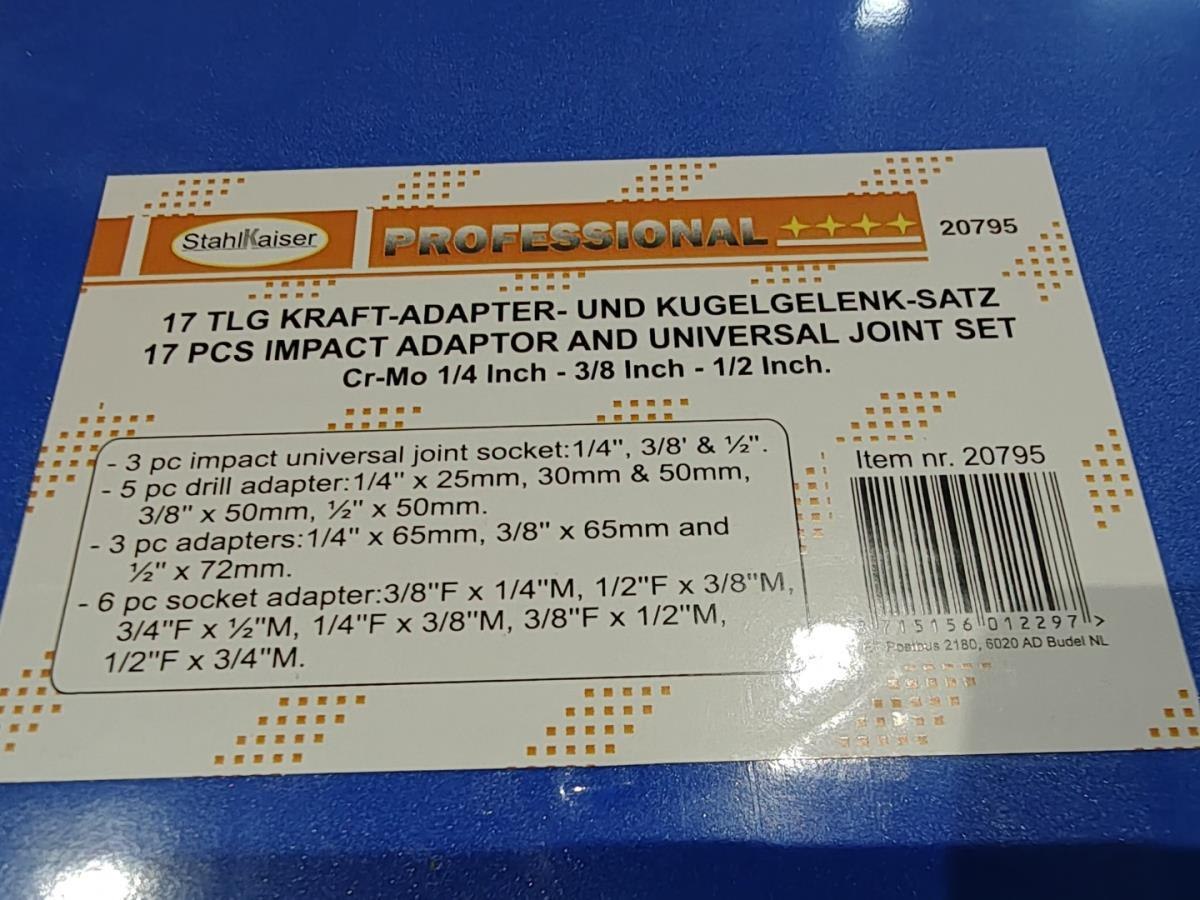 StahlKaiser PROFESSIONAL 20795
17 TLG KRAFT-ADAPTER- UND KUGELGELENK-SATZ
17 PCS IMPACT ADAPTOR AND UNIVERSAL JOINT SET
Cr-Mo 1/4 Inch - 3/8 Inch - 1/2 Inch.
- 3 pc impact universal joint socket:1/4", 3/8' & ½".
- 5 pc drill adapter:1/4" x 25mm, 30mm & 50mm,
3/8" x 50mm, ½" x 50mm.
- 3 pc adapters:1/4" x 65mm, 3/8" x 65mm and
½" x 72mm.
- 6 pc socket adapter:3/8"F x 1/4"M, 1/2"F x 3/8"M,
3/4"F x ½"M, 1/4"F x 3/8"M, 3/8"F x 1/2"M,
1/2"F x 3/4"M.
Item nr. 20795
715156 012297 >
Postbus 2180, 6020 AD Budel NL